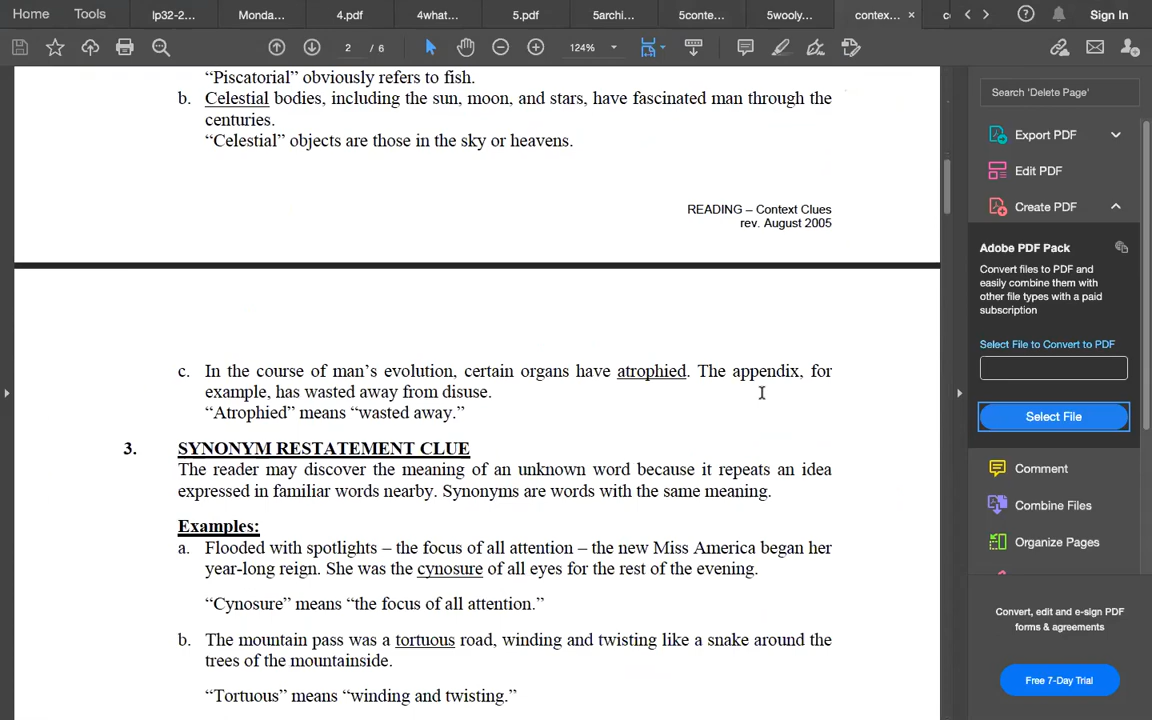 Home
Tools
lp32-2...
Monda...
4.pdf
4what...
5.pdf
5archi...
5conte...
5wooly...
contex...
Sign In
2 / 6
124%
"Piscatorial" obviously refers to fish.
b. Celestial bodies, including the sun, moon, and stars, have fascinated man through the
centuries.
"Celestial" objects are those in the sky or heavens.
READING – Context Clues
rev. August 2005
c. In the course of man's evolution, certain organs have atrophied. The appendix, for
example, has wasted away from disuse.
"Atrophied" means "wasted away."
3. SYNONYM RESTATEMENT CLUE
The reader may discover the meaning of an unknown word because it repeats an idea
expressed in familiar words nearby. Synonyms are words with the same meaning.
Examples:
a. Flooded with spotlights – the focus of all attention – the new Miss America began her
year-long reign. She was the cynosure of all eyes for the rest of the evening.
"Cynosure" means "the focus of all attention."
b. The mountain pass was a tortuous road, winding and twisting like a snake around the
trees of the mountainside.
"Tortuous" means "winding and twisting."
Search 'Delete Page'
Export PDF
Edit PDF
Create PDF
Adobe PDF Pack
Convert files to PDF and
easily combine them with
other file types with a paid
subscription
Select File to Convert to PDF
Select File
Comment
Combine Files
Organize Pages
Convert, edit and e-sign PDF
forms & agreements
Free 7-Day Trial